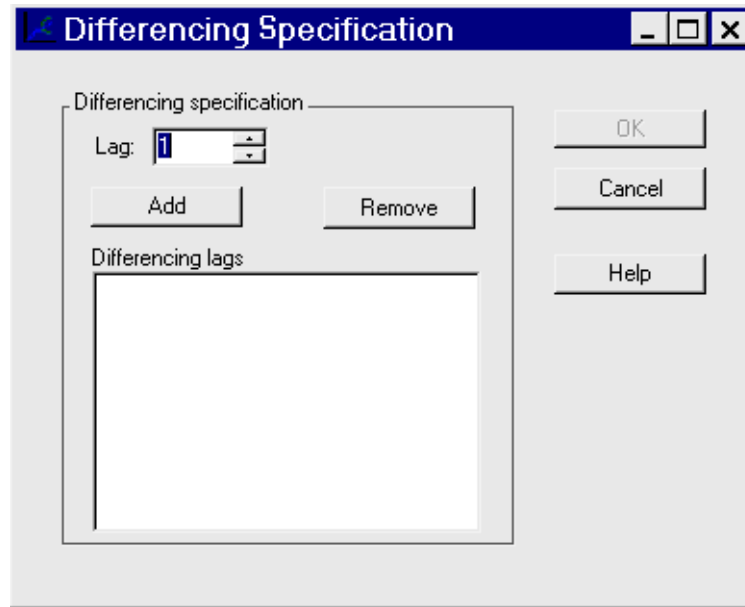 Differencing Specification
Differencing specification
Lag: 1
Add
Remove
Differencing lags
OK
Cancel
Help